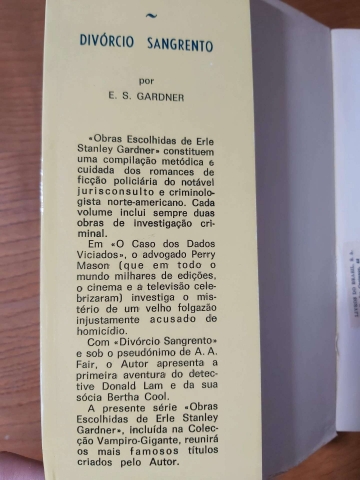 ~
DIVÓRCIO SANGRENTO
por
E. S. GARDNER
«Obras Escolhidas de Erle
Stanley Gardner» constituem
uma compilação metódica e
cuidada dos romances de
ficção policiária do notável
jurisconsulto e criminolo-
gista norte-americano. Cada
volume inclui sempre duas
obras de investigação cri-
minal.
Em «O Caso dos Dados
Viciados», o advogado Perry
Mason (que em todo o
mundo milhares de edições,
o cinema e a televisão cele-
brizaram) investiga o mis-
tério de um velho folgazão
injustamente acusado de
homicídio.
Com «Divórcio Sangrento»
e sob o pseudónimo de A. A.
Fair, o Autor apresenta a
primeira aventura do detec-
tive Donald Lam e da sua
sócia Bertha Cool.
A presente série «Obras
Escolhidas de Erle Stanley
Gardner», incluída na Colec-
ção Vampiro-Gigante, reunirá
os mais famosos títulos
criados pelo Autor.